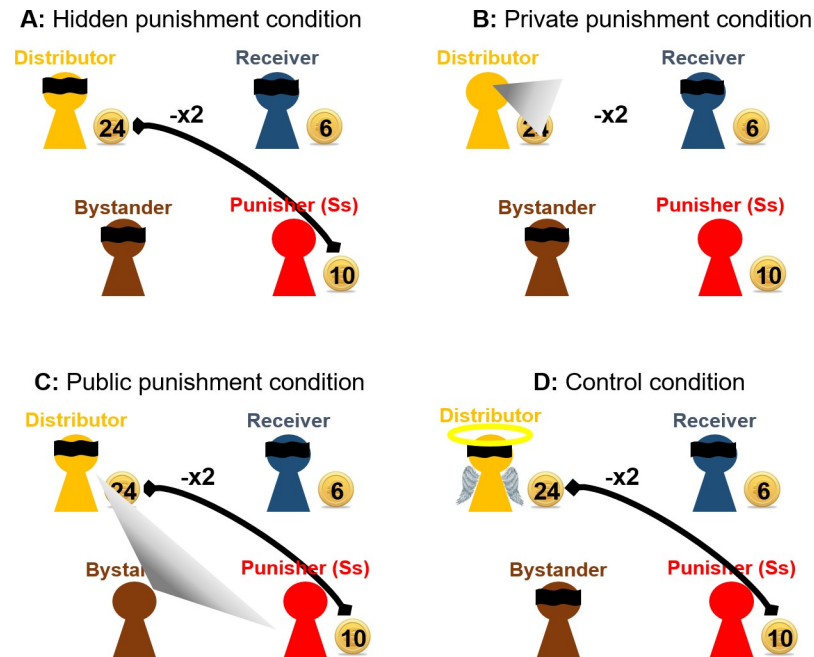 A: Hidden punishment condition
Distributor
Receiver
-x2
24
6
Bystander
Punisher (Ss)
10
B: Private punishment condition
Distributor
Receiver
-x2
6
Bystander
Punisher (Ss)
10
C: Public punishment condition
Distributor
Receiver
-x2
24
6
Punisher (Ss)
10
D: Control condition
Distributor
Receiver
-x2
24
6
Bystander
Punisher (Ss)
10